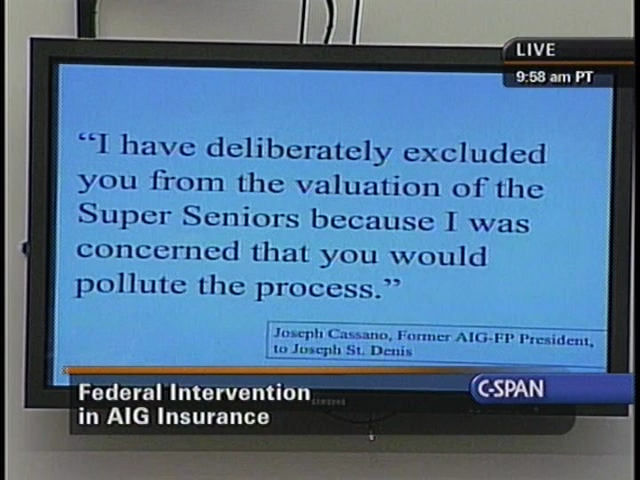 LIVE
9:58 am PT
“I have deliberately excluded
you from the valuation of the
Super Seniors because I was
concerned that you would
pollute the process.”
Joseph Cassano, Former AIG-FP President,
to Joseph St. Denis
Federal Intervention
in AIG Insurance
C-SPAN
SAMSUNG